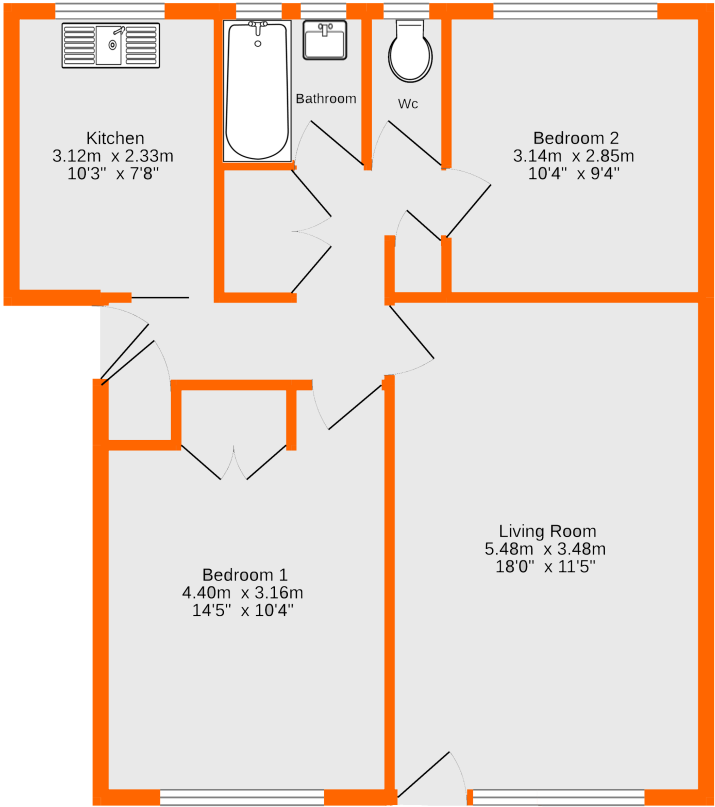 Kitchen
3.12m x 2.33m
10'3" x 7'8"
Bathroom
Wc
Bedroom 2
3.14m x 2.85m
10'4" x 9'4"
Living Room
5.48m x 3.48m
18'0" x 11'5"
Bedroom 1
4.40m x 3.16m
14'5" x 10'4"